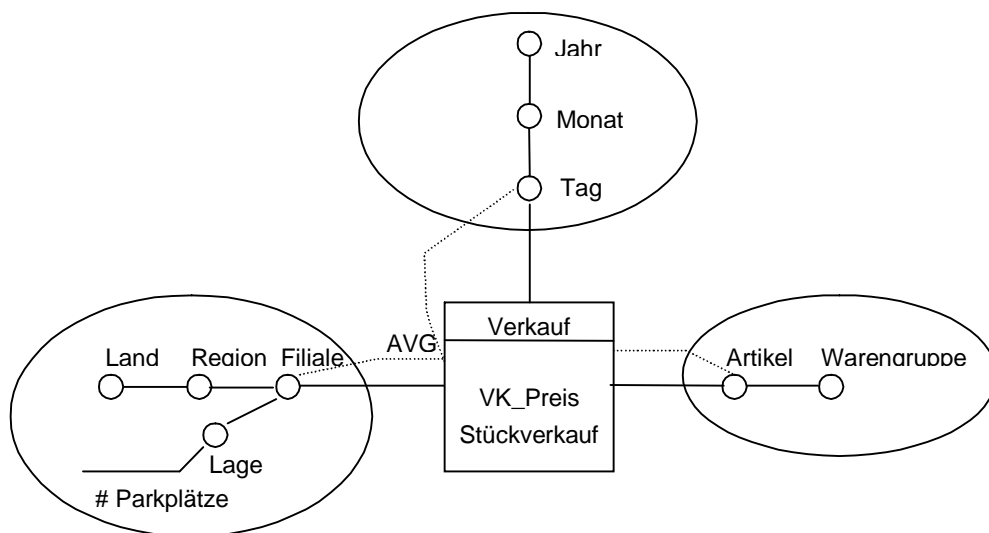 Jahr
Monat
Tag
Verkauf
AVG
Land Region Filiale
Artikel Warengruppe
VK_Preis
Stückverkauf
Lage
# Parkplätze